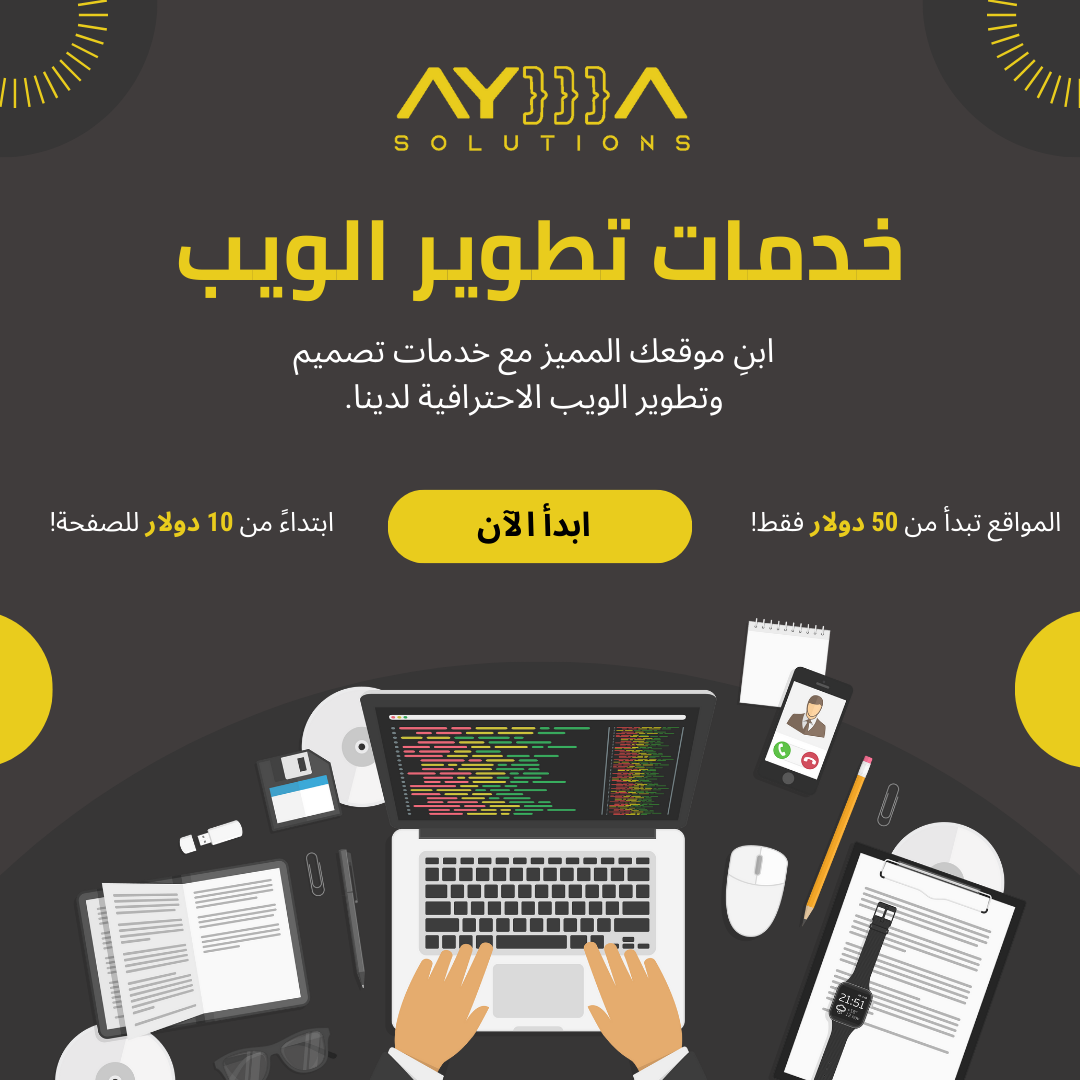 AY}}}A
SOLUTIONS
خدمات تطوير الويب
ابنِ موقعك المميز مع خدمات تصميم
وتطوير الويب الاحترافية لدينا.
المواقع تبدأ من 50 دولار فقط!
ابدأ الآن
ابتداءً من 10 دولار للصفحة!
21:51